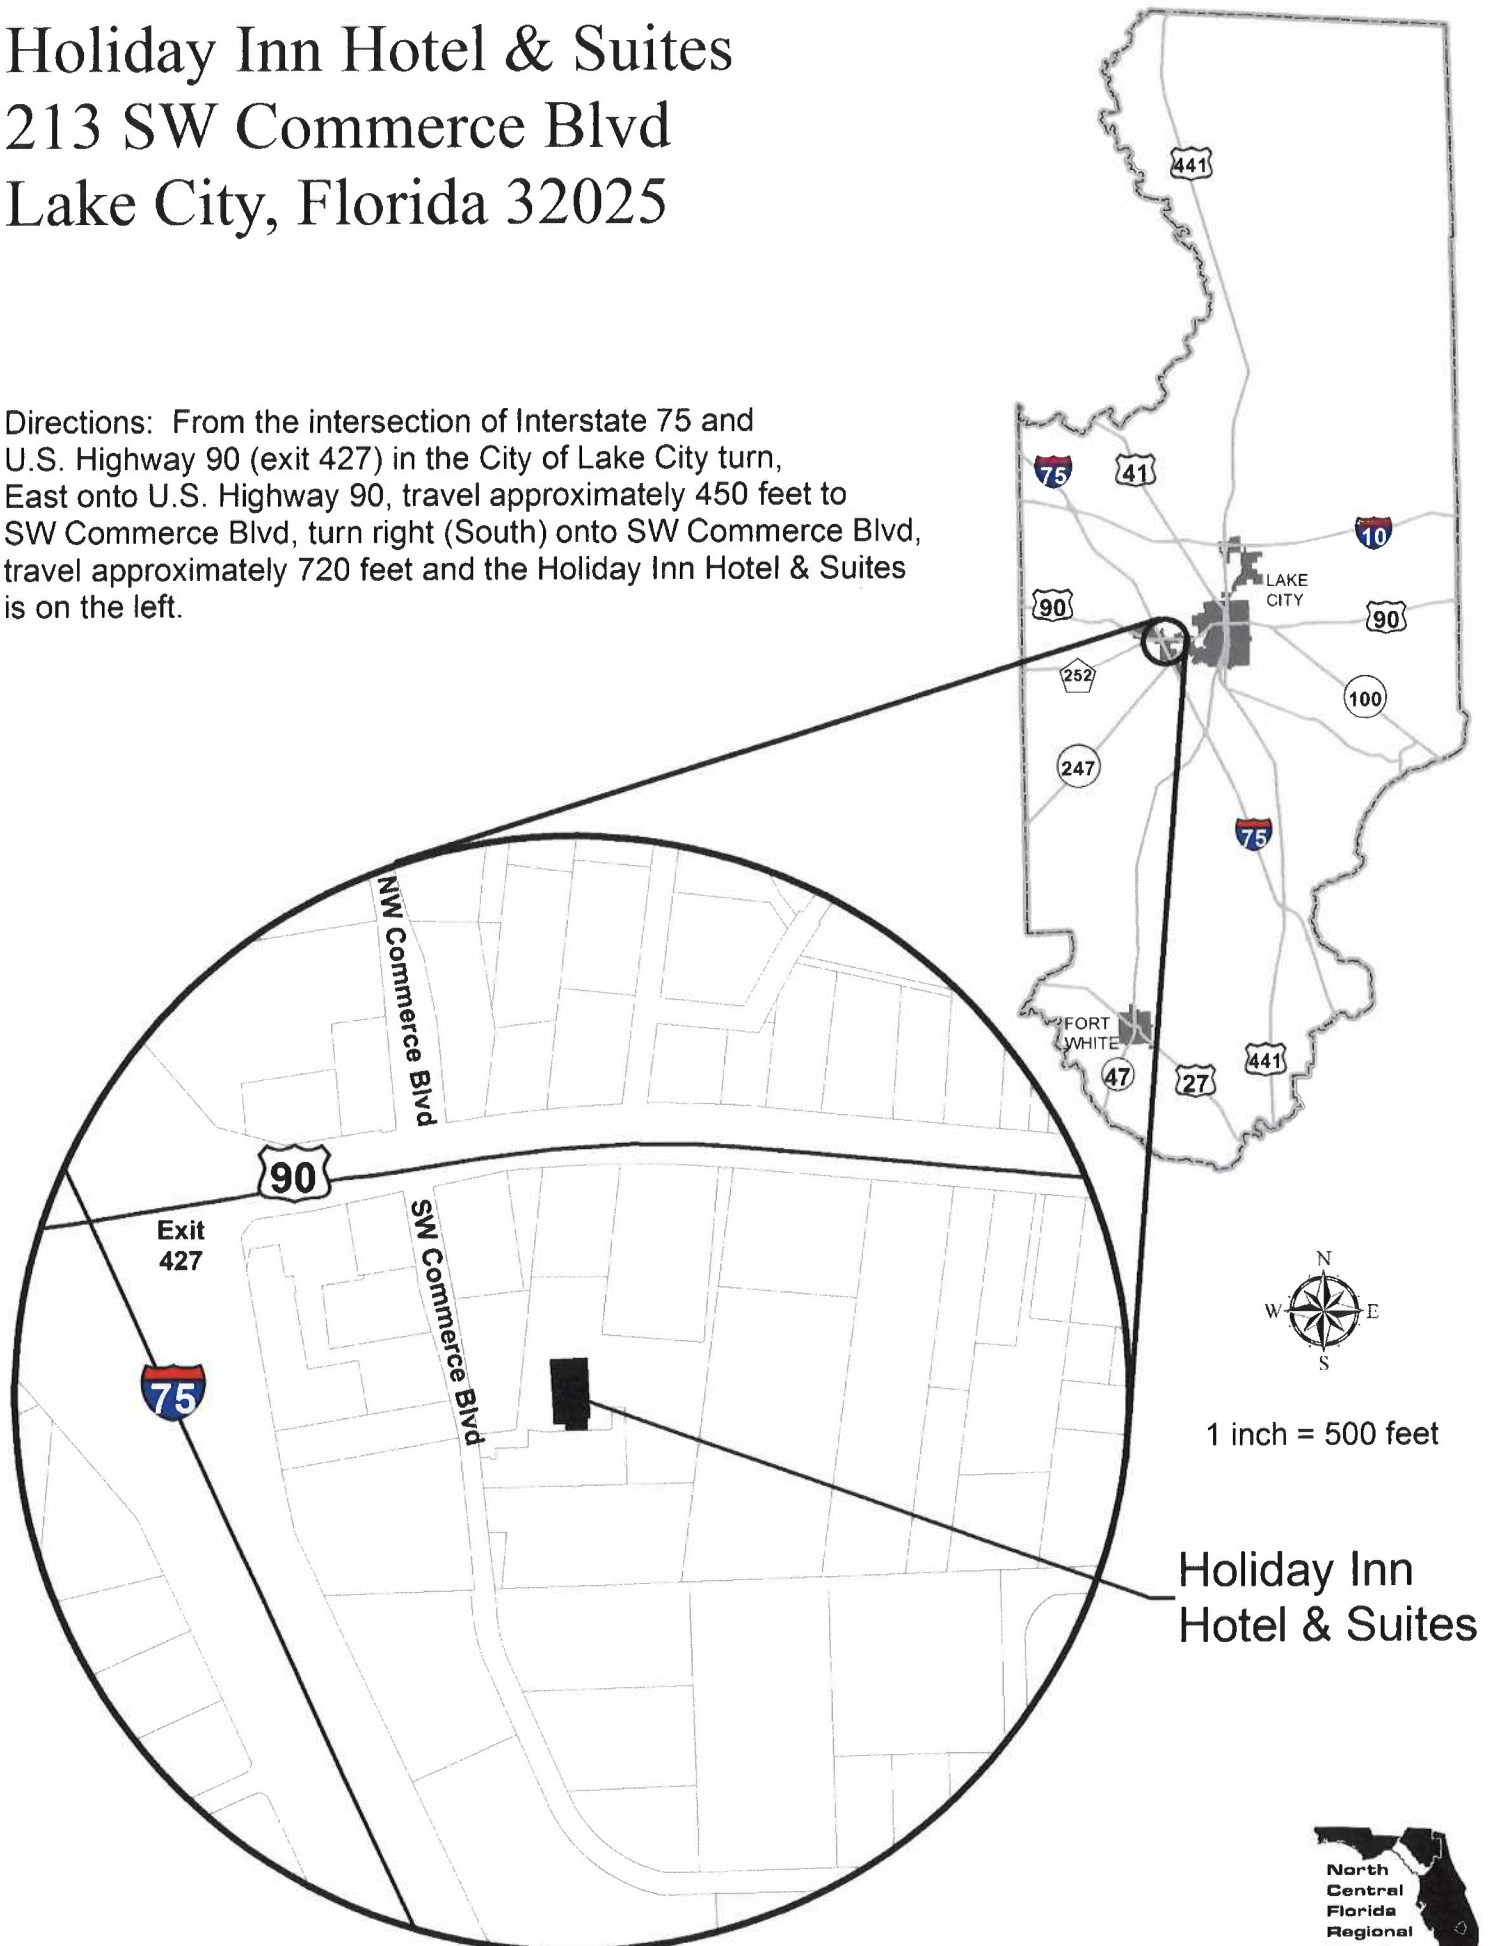 Holiday Inn Hotel & Suites
213 SW Commerce Blvd
Lake City, Florida 32025
Directions: From the intersection of Interstate 75 and
U.S. Highway 90 (exit 427) in the City of Lake City turn,
East onto U.S. Highway 90, travel approximately 450 feet to
SW Commerce Blvd, turn right (South) onto SW Commerce Blvd,
travel approximately 720 feet and the Holiday Inn Hotel & Suites
is on the left.
441
75
41
10
LAKE
CITY
90
90
252
100
247
75
FORT
WHITE
47
27
441
NW Commerce Blvd
90
Exit
427
SW Commerce Blvd
75
N
W
E
S
1 inch = 500 feet
Holiday Inn
Hotel & Suites
North
Central
Florida
Regional